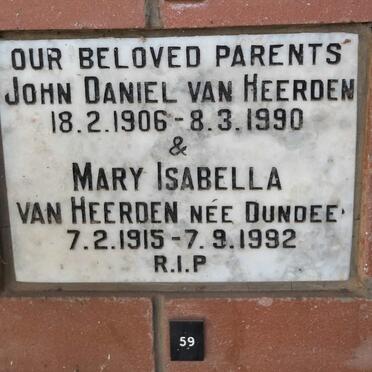 OUR BELOVED PARENTS
JOHN DANIEL VAN HEERDEN
18.2.1906-8.3.1990
&
MARY ISABELLA
VAN HEERDEN NÉE DUNDEE
7.2.1915-7.9.1992
R.I.P
59